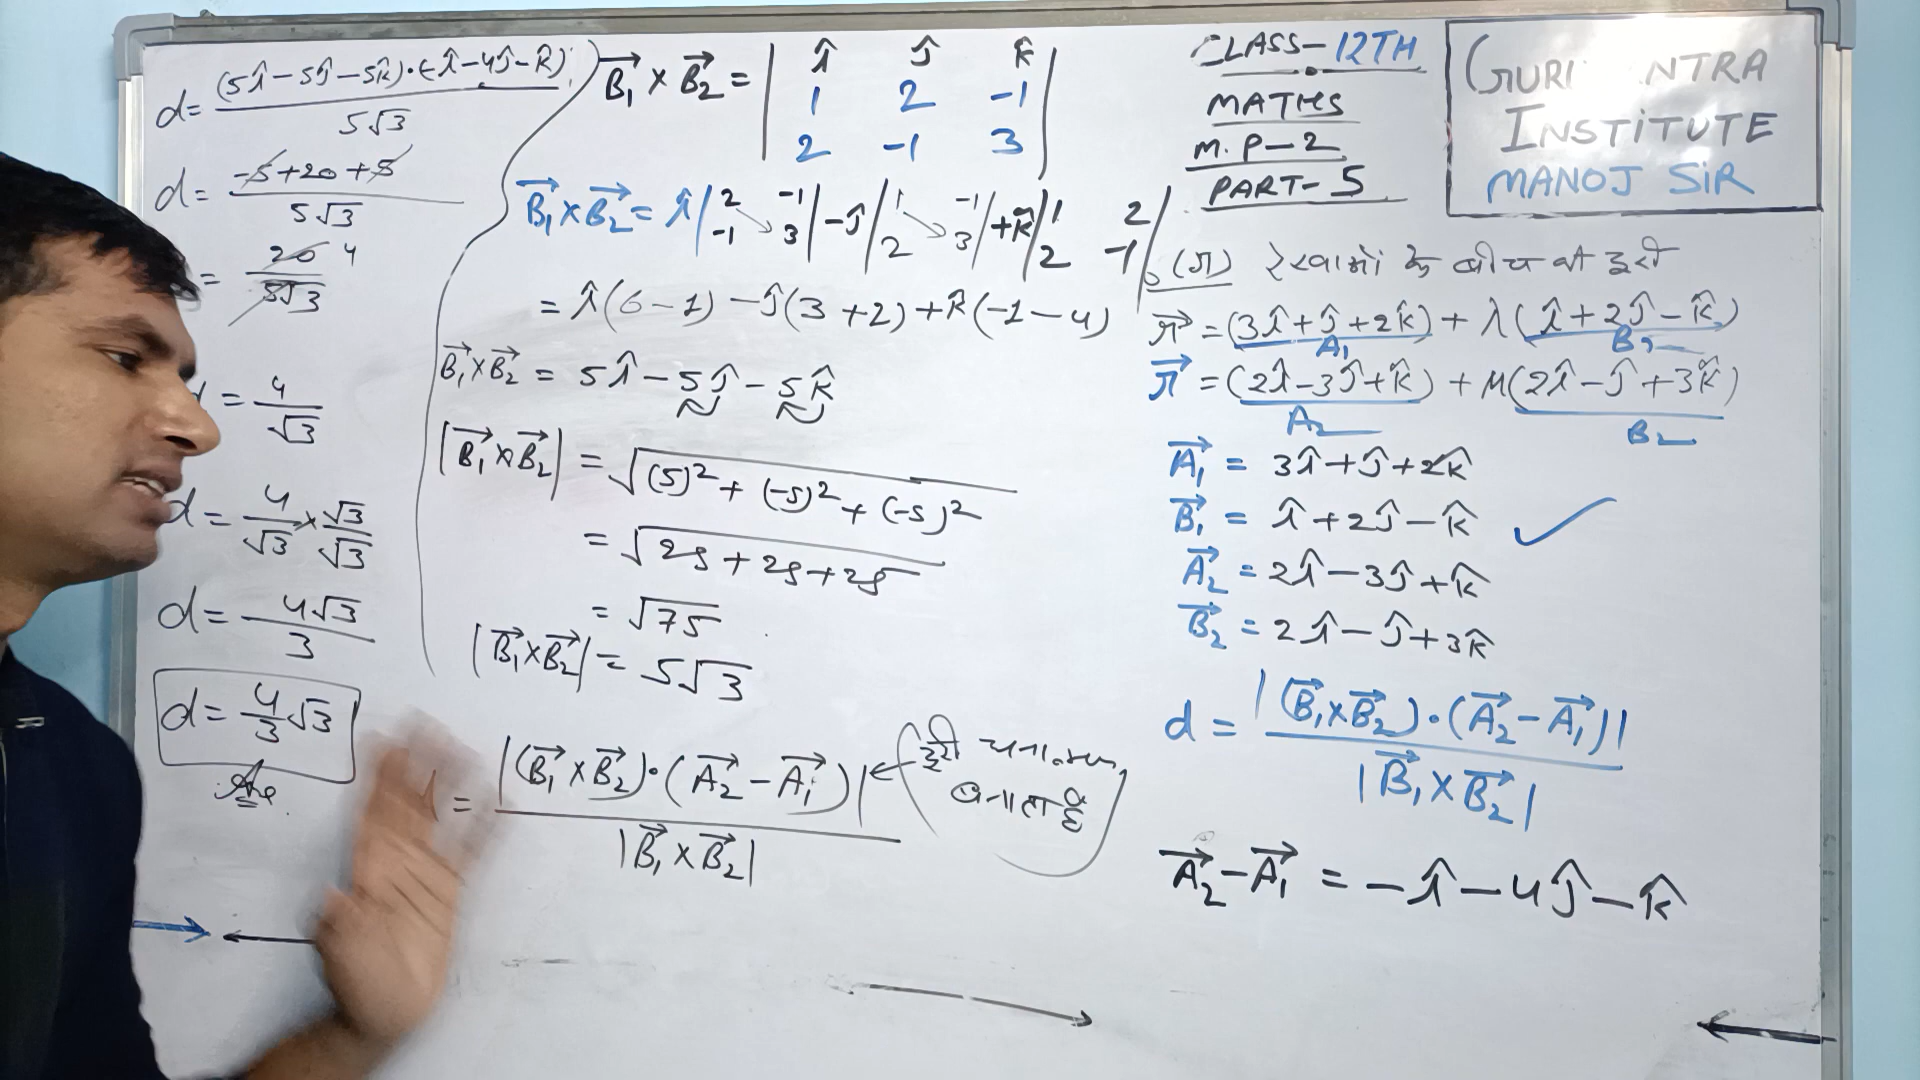 CLASS-12TH
MATHS
M.P-2
PART-5
INSTITUTE
MANOJ SIR
(ज) रेखाओं के बीच की दूरी
r⃗ = (3î+ĵ+2k̂) + λ(î+2ĵ-k̂)
A₁ B₁
r⃗ = (2î-3ĵ+k̂) + μ(2î-ĵ+3k̂)
A₂ B₂
A₁⃗ = 3î+ĵ+2k̂
B₁⃗ = î+2ĵ-k̂
A₂⃗ = 2î-3ĵ+k̂
B₂⃗ = 2î-ĵ+3k̂
d = |(B₁⃗×B₂⃗)·(A₂⃗-A₁⃗)| / |B₁⃗×B₂⃗|
A₂⃗-A₁⃗ = -î-4ĵ-k̂
B₁⃗×B₂⃗ = | î ĵ k̂ |
| 1 2 -1 |
| 2 -1 3 |
B₁⃗×B₂⃗ = î|2 -1; -1 3| - ĵ|1 -1; 2 3| + k̂|1 2; 2 -1|
= î(6-1) - ĵ(3+2) + k̂(-1-4)
B₁⃗×B₂⃗ = 5î-5ĵ-5k̂
|B₁⃗×B₂⃗| = √((5)²+(-5)²+(-5)²)
= √(25+25+25)
= √75
|B₁⃗×B₂⃗| = 5√3
= |(B₁⃗×B₂⃗)·(A₂⃗-A₁⃗)| / |B₁⃗×B₂⃗|
d = (5î-5ĵ-5k̂)·(-î-4ĵ-k̂) / 5√3
d = (-5+20+5) / 5√3
= 20 / 5√3 4
= 4/√3
d = 4/√3 × √3/√3
d = 4√3/3
d = 4/3 √3
Ans